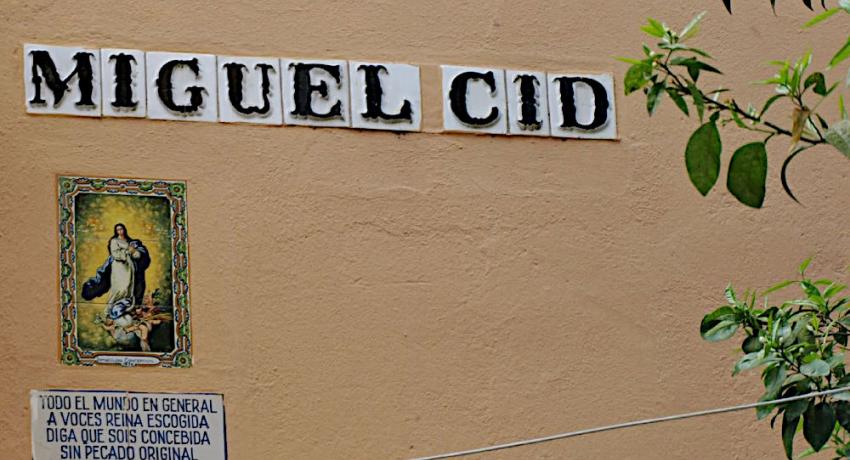 MIGUEL CID
TODO EL MUNDO EN GENERAL
A VOCES REINA ESCOGIDA
DIGA QUE SOIS CONCEBIDA
SIN PECADO ORIGINAL